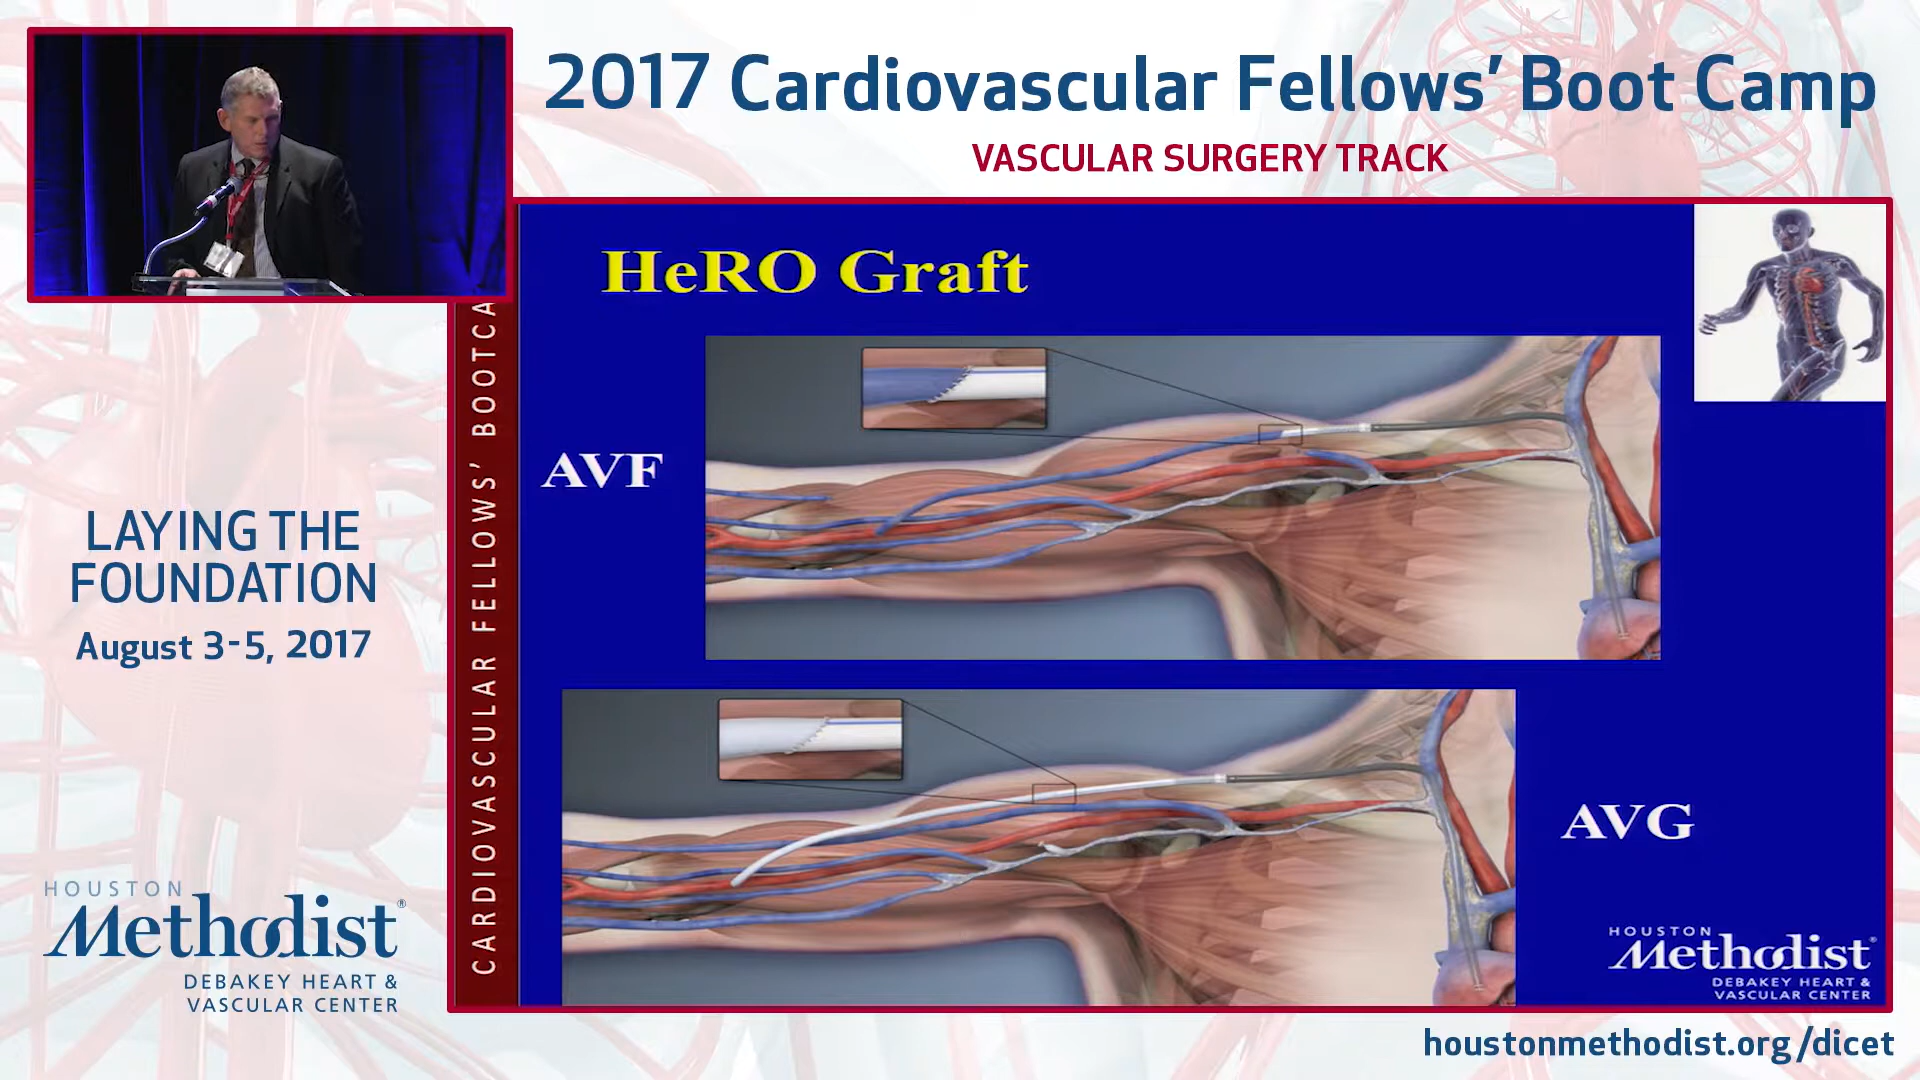 2017 Cardiovascular Fellows' Boot Camp
VASCULAR SURGERY TRACK
LAYING THE
FOUNDATION
August 3-5, 2017
HOUSTON
Methodist®
DEBAKEY HEART &
VASCULAR CENTER
CARDIOVASCULAR FELLOWS' BOOTCA
HeRO Graft
AVF
AVG
HOUSTON
Methodist®
DEBAKEY HEART &
VASCULAR CENTER
houstonmethodist.org/dicet